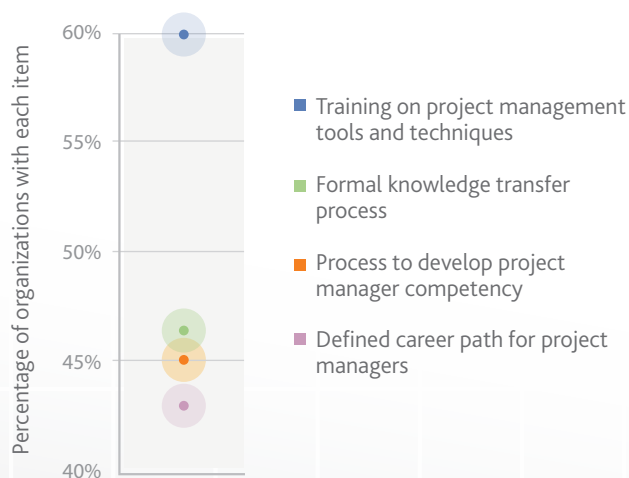 Percentage of organizations with each item
60%
55%
50%
45%
40%
Training on project management
tools and techniques
Formal knowledge transfer
process
Process to develop project
manager competency
Defined career path for project
managers